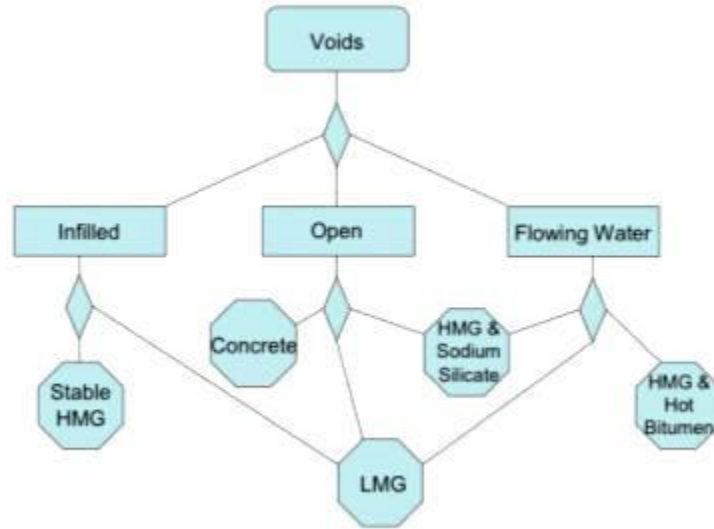 Voids
Infilled
Open
Flowing Water
Concrete
HMG &
Sodium
Silicate
Stable
HMG
HMG &
Hot
Bitumen
LMG